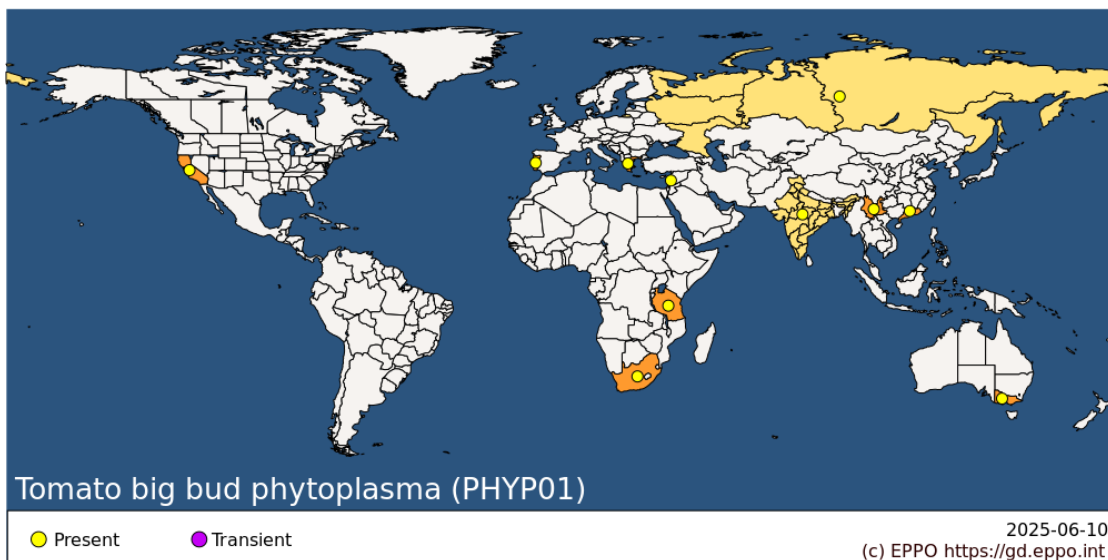 Tomato big bud phytoplasma (PHYP01)
Present
Transient
2025-06-10
(c) EPPO https://gd.eppo.int